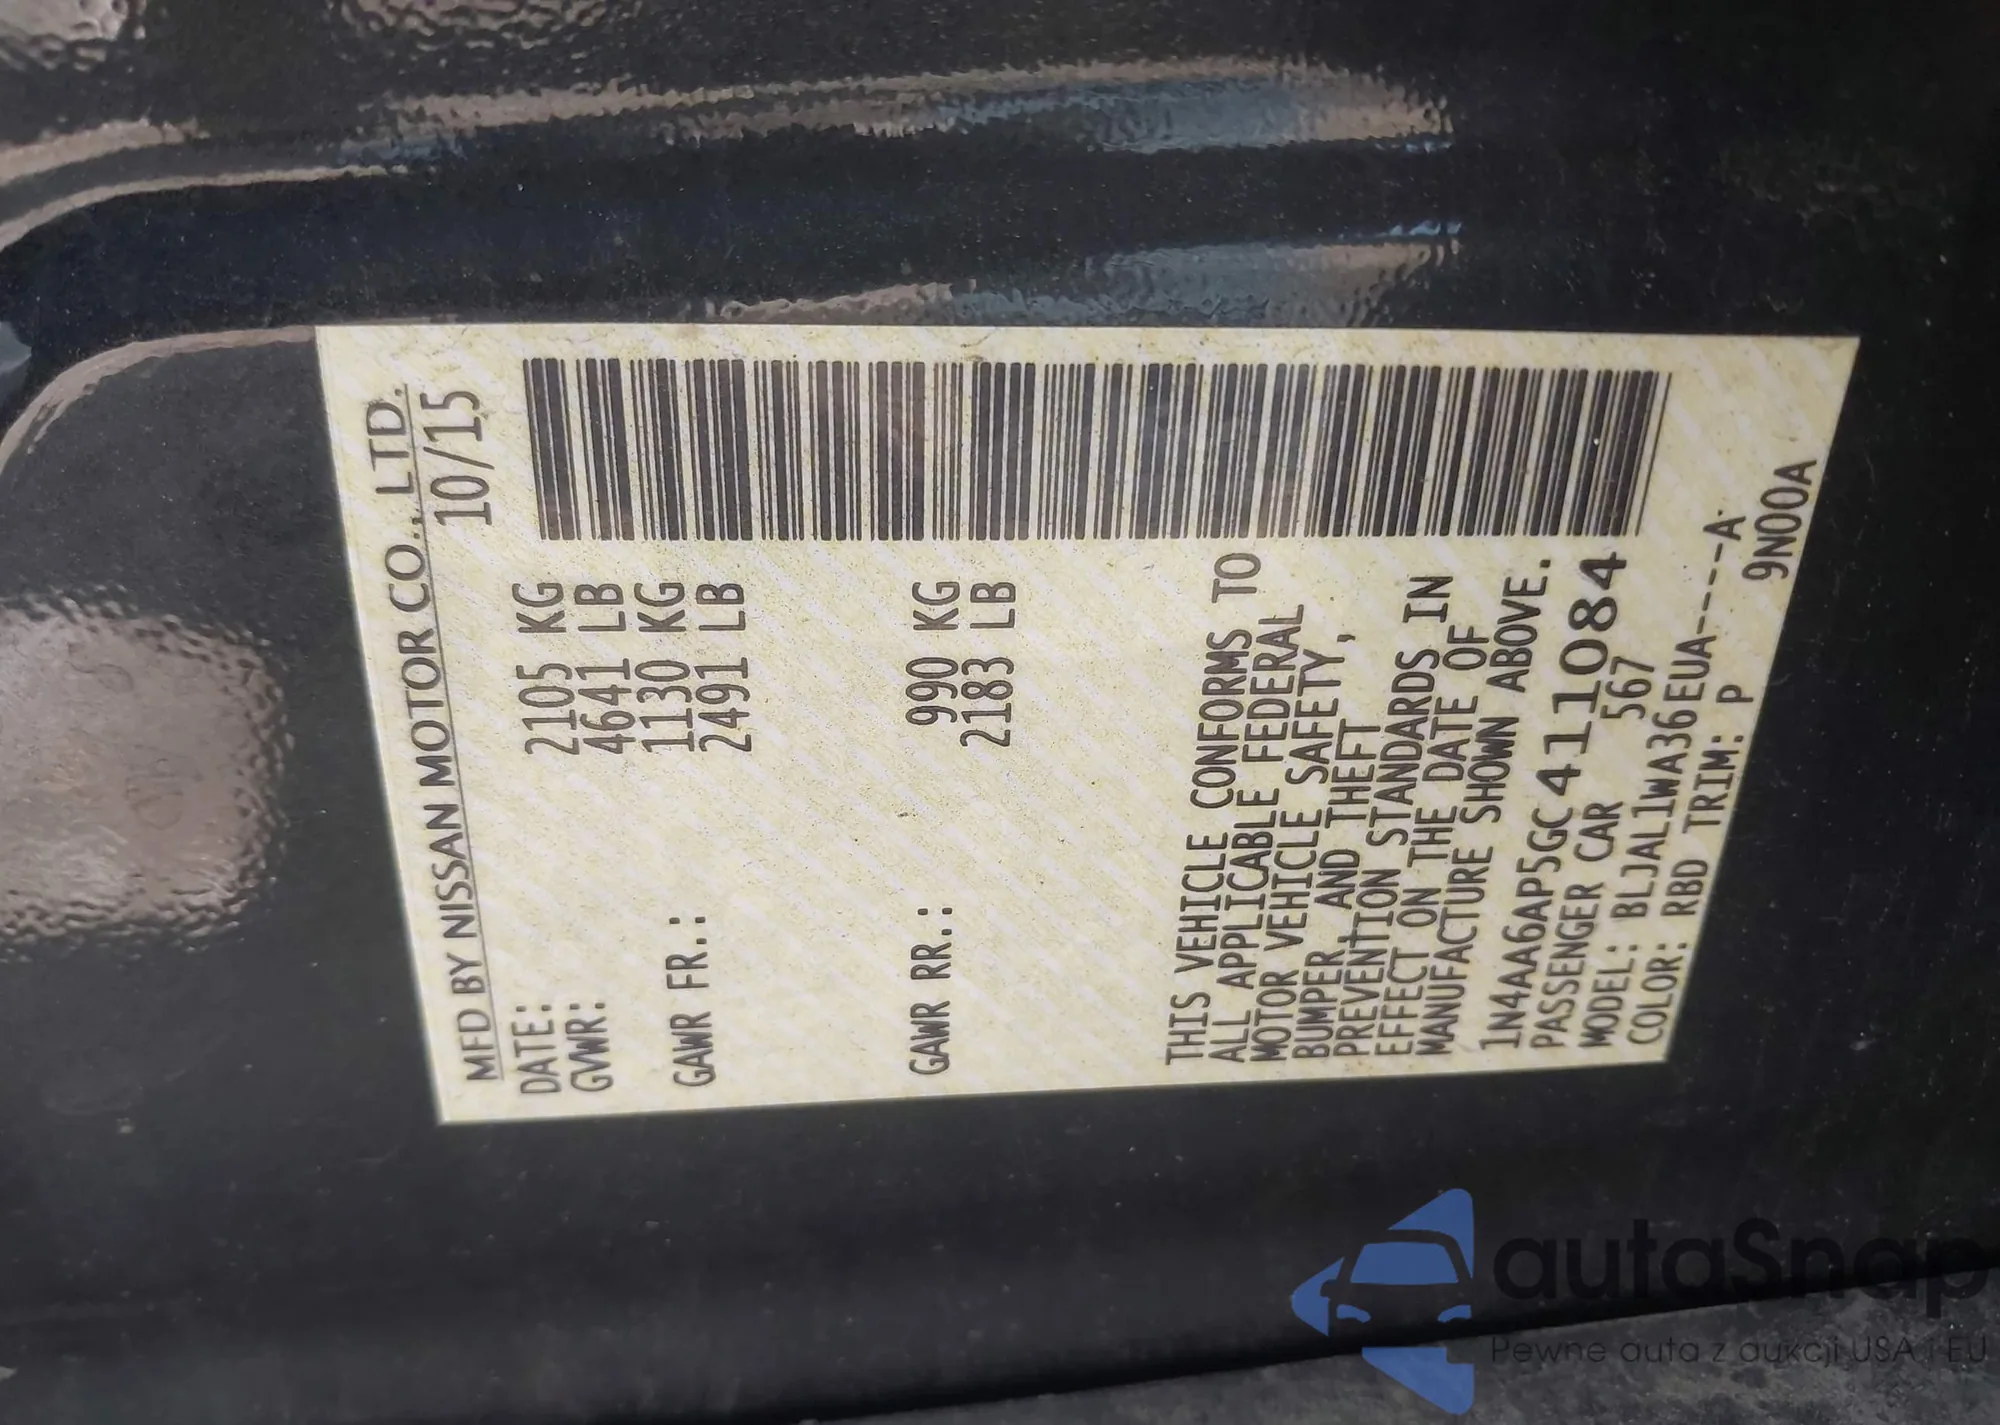 MFD BY NISSAN MOTOR CO., LTD.
DATE: 10/15
GVWR: 2105 KG
4641 LB
GAWR FR.: 1130 KG
2491 LB
GAWR RR.: 990 KG
2183 LB
THIS VEHICLE CONFORMS TO
ALL APPLICABLE FEDERAL
MOTOR VEHICLE SAFETY,
BUMPER, AND THEFT
PREVENTION STANDARDS IN
EFFECT ON THE DATE OF
MANUFACTURE SHOWN ABOVE.
1N4AA6AP5GC411084
PASSENGER CAR 567
MODEL: BLJAL1WA36EUA-----A
COLOR: RBD TRIM: P 9N00A
autaSnap
Pewne auta z aukcji USA i EU